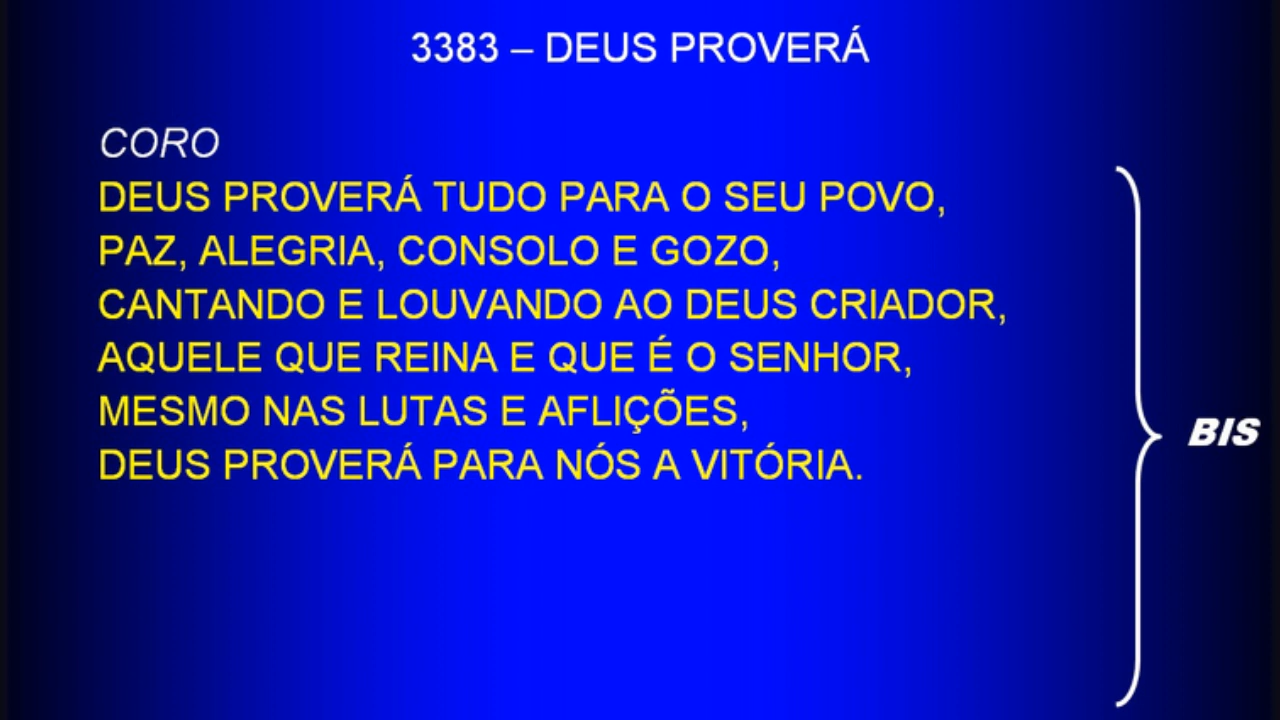 3383 – DEUS PROVERÁ
CORO
DEUS PROVERÁ TUDO PARA O SEU POVO,
PAZ, ALEGRIA, CONSOLO E GOZO,
CANTANDO E LOUVANDO AO DEUS CRIADOR,
AQUELE QUE REINA E QUE É O SENHOR,
MESMO NAS LUTAS E AFLIÇÕES,
BIS
DEUS PROVERÁ PARA NÓS A VITÓRIA.